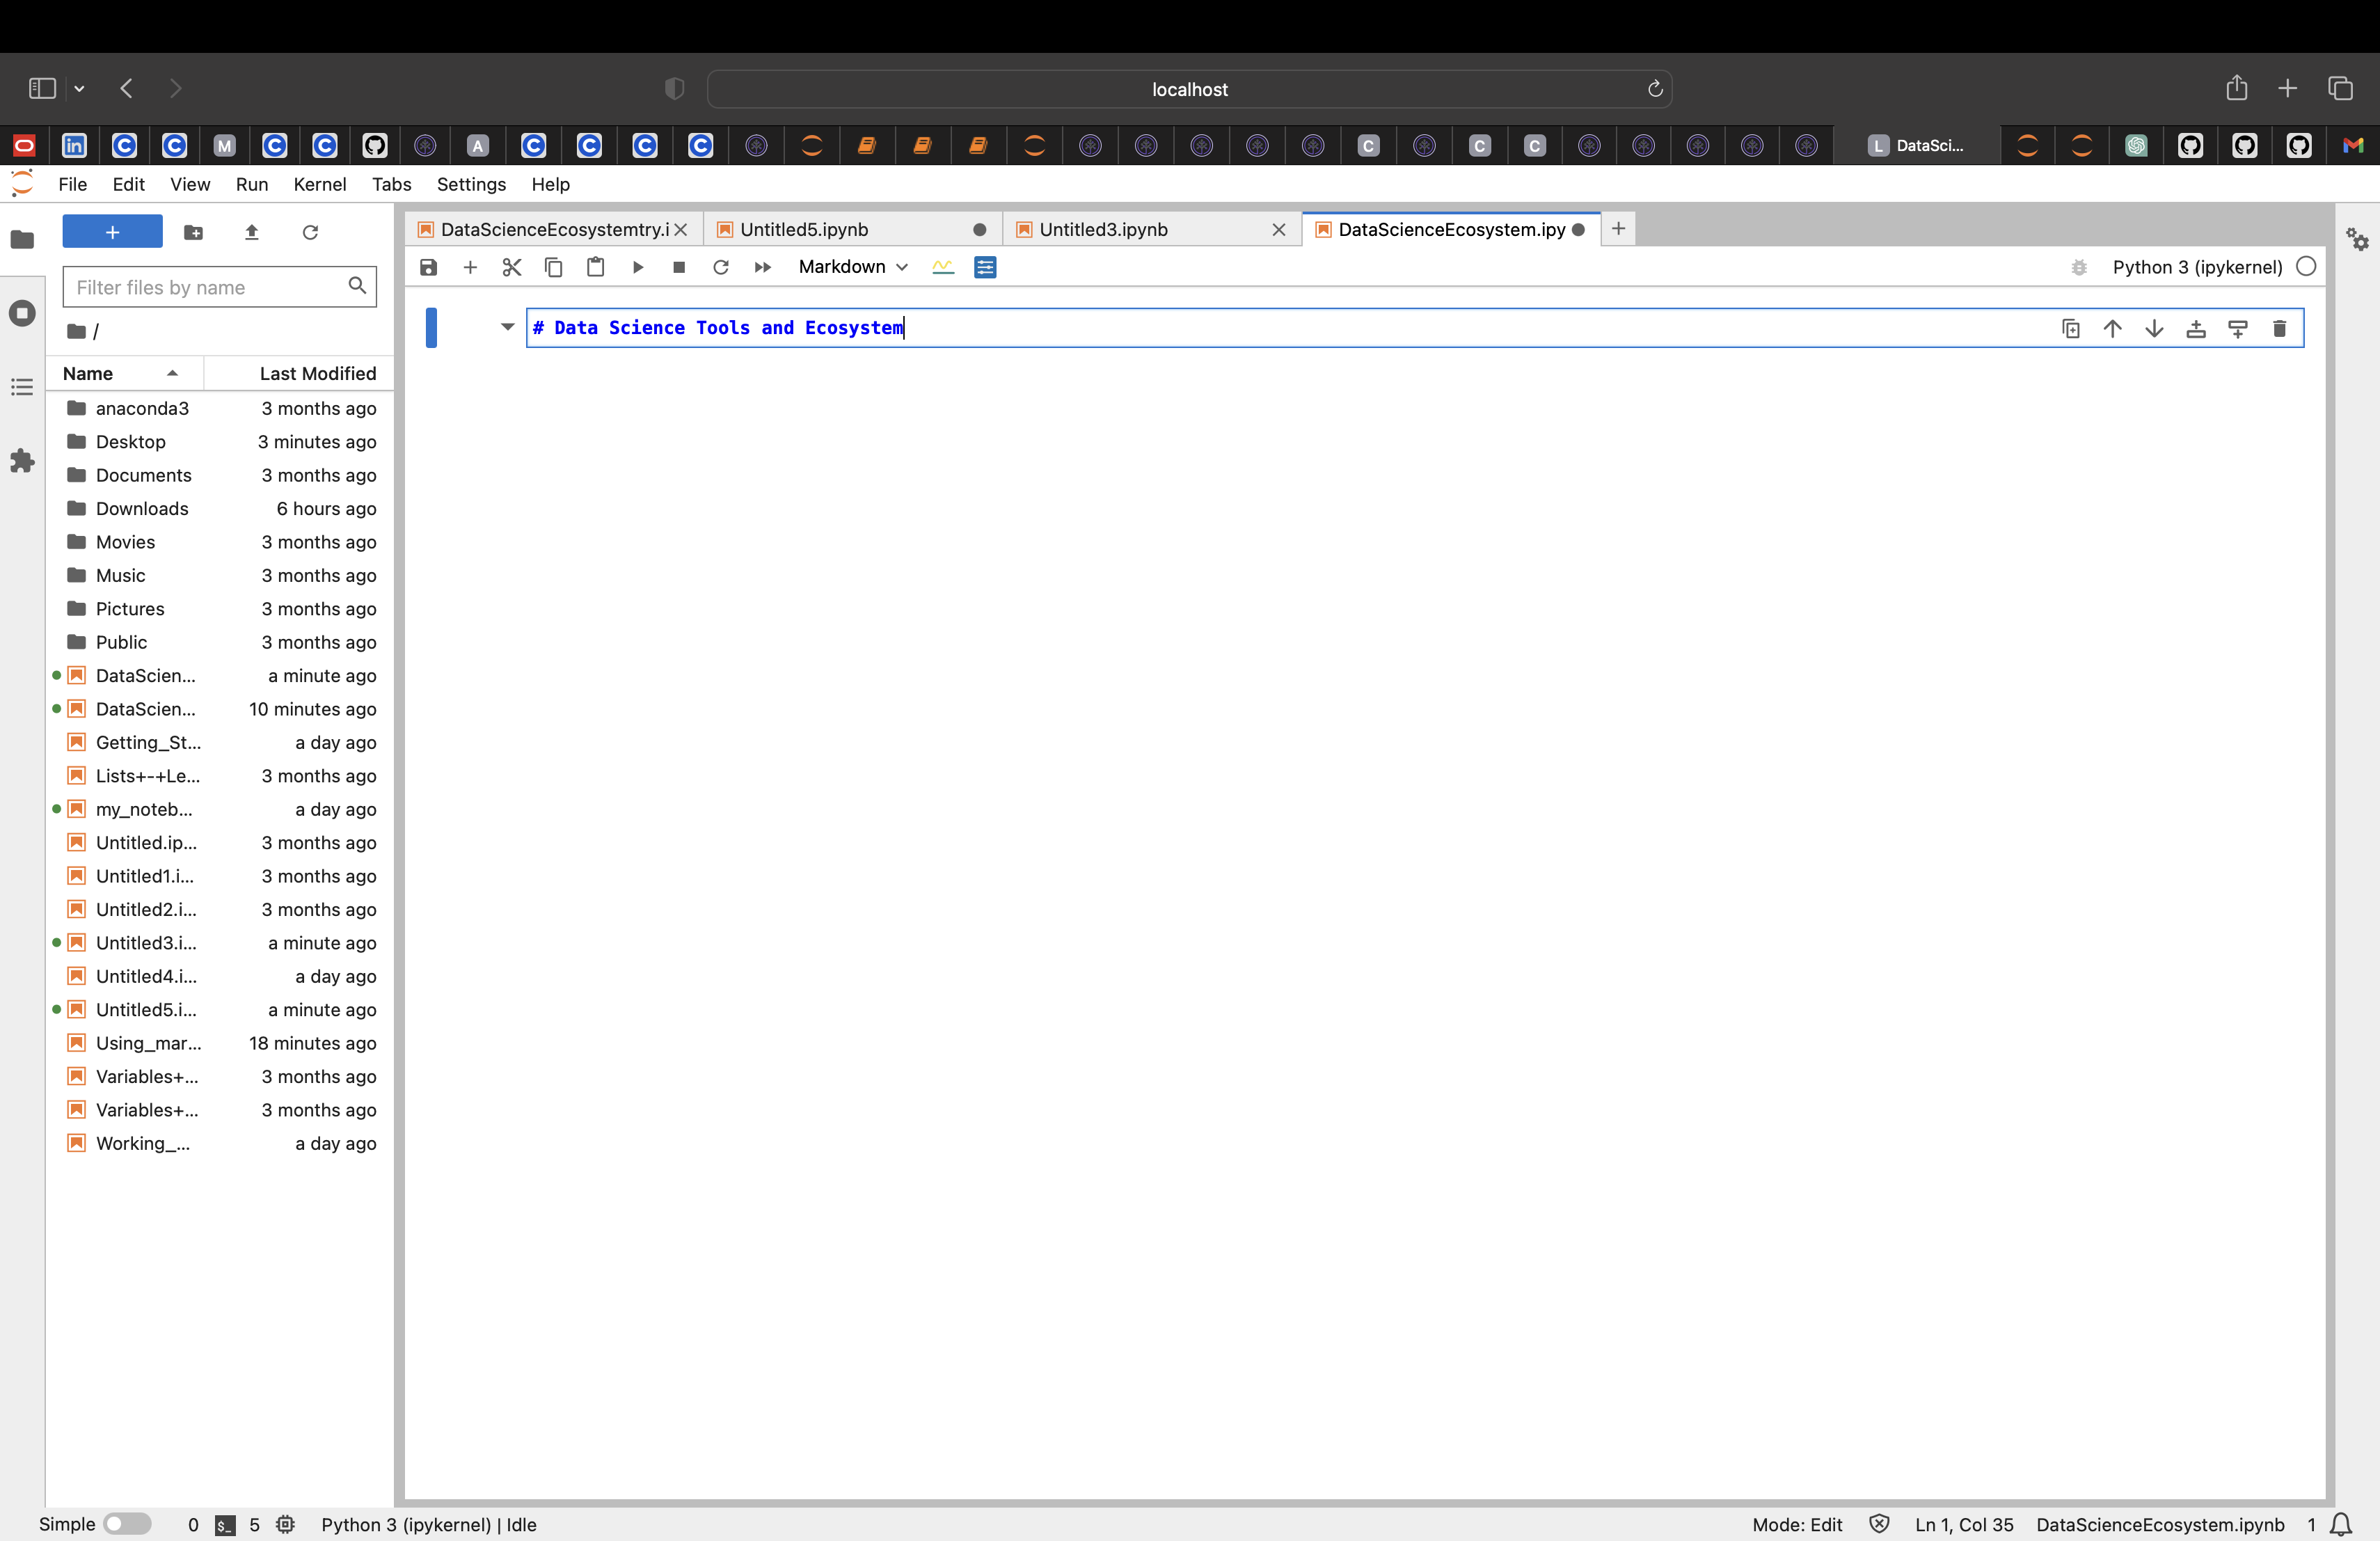 localhost
in C C M C C A C C C C C C C L DataSci...
File Edit View Run Kernel Tabs Settings Help
DataScienceEcosystemtry.i Untitled5.ipynb Untitled3.ipynb DataScienceEcosystem.ipy
Markdown Python 3 (ipykernel)
Filter files by name
/
# Data Science Tools and Ecosystem
Name Last Modified
anaconda3 3 months ago
Desktop 3 minutes ago
Documents 3 months ago
Downloads 6 hours ago
Movies 3 months ago
Music 3 months ago
Pictures 3 months ago
Public 3 months ago
DataScien... a minute ago
DataScien... 10 minutes ago
Getting_St... a day ago
Lists+-+Le... 3 months ago
my_noteb... a day ago
Untitled.ip... 3 months ago
Untitled1.i... 3 months ago
Untitled2.i... 3 months ago
Untitled3.i... a minute ago
Untitled4.i... a day ago
Untitled5.i... a minute ago
Using_mar... 18 minutes ago
Variables+... 3 months ago
Variables+... 3 months ago
Working_... a day ago
Simple 0 $_ 5 Python 3 (ipykernel) | Idle Mode: Edit Ln 1, Col 35 DataScienceEcosystem.ipynb 1